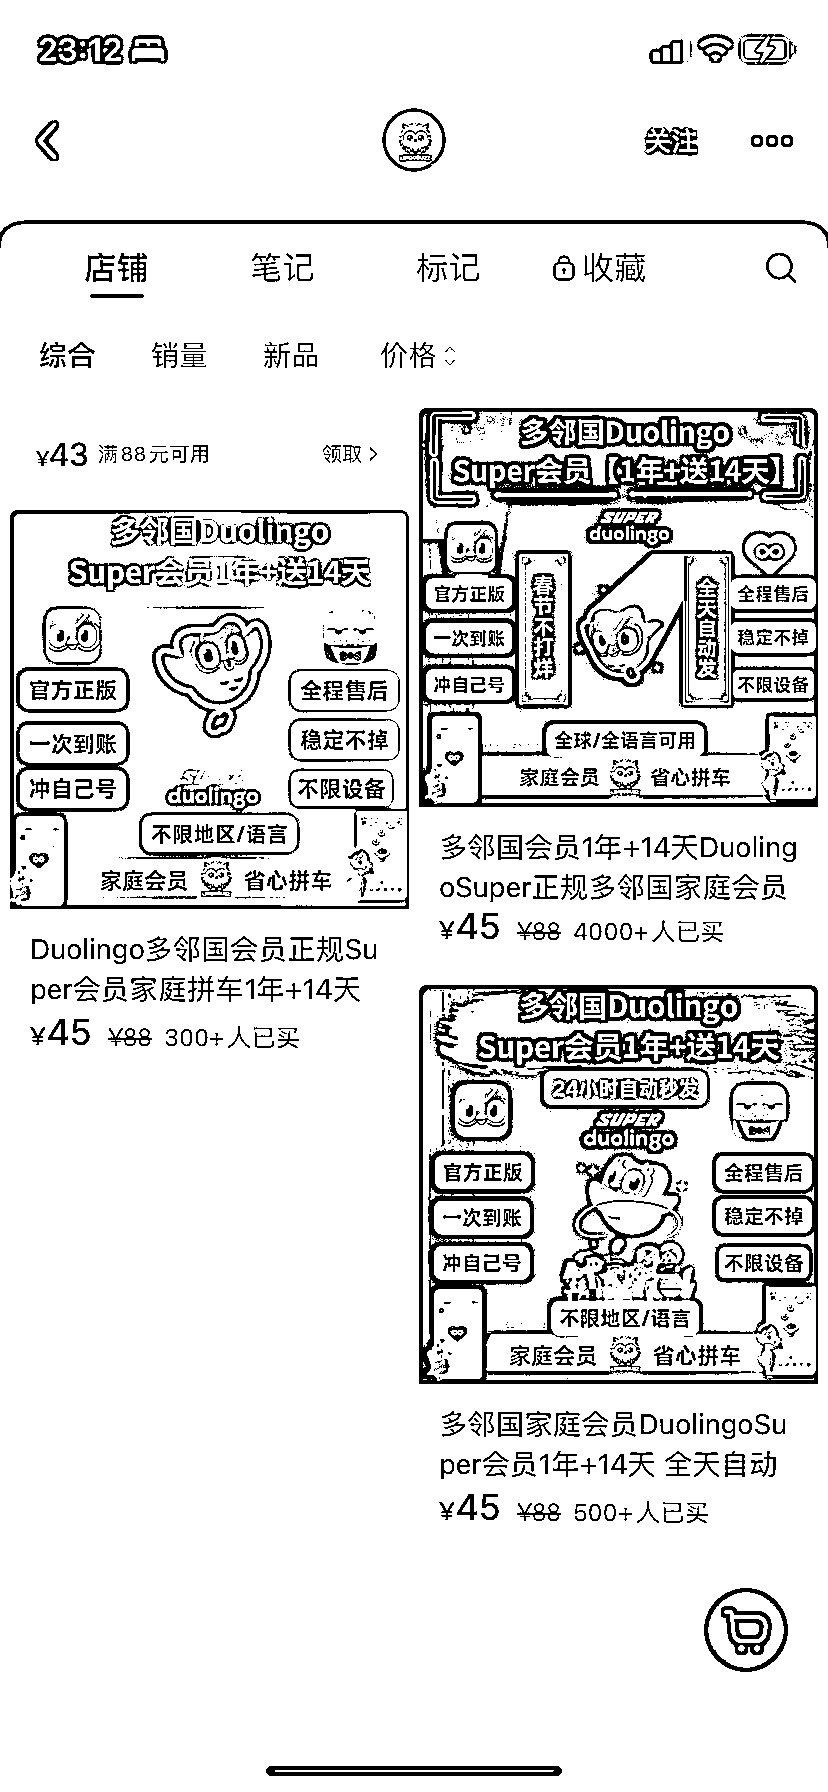 23:12
关注
店铺
笔记
标记
收藏
综合
销量
新品
价格
¥43 满88元可用
领取
多邻国Duolingo
Super会员1年+送14天
官方正版
一次到账
冲自己号
全程售后
稳定不掉
不限设备
duolingo
不限地区/语言
家庭会员
省心拼车
Duolingo多邻国会员正规Su
per会员家庭拼车1年+14天
¥45 ¥88 300+人已买
多邻国Duolingo
Super会员【1年+送14天】
SUPER
duolingo
官方正版
一次到账
冲自己号
春节不打烊
全天自动发
全程售后
稳定不掉
不限设备
全球/全语言可用
家庭会员
省心拼车
多邻国会员1年+14天Duoling
oSuper正规多邻国家庭会员
¥45 ¥88 4000+人已买
多邻国Duolingo
Super会员1年+送14天
24小时自动秒发
SUPER
duolingo
官方正版
一次到账
冲自己号
全程售后
稳定不掉
不限设备
不限地区/语言
家庭会员
省心拼车
多邻国家庭会员DuolingoSu
per会员1年+14天 全天自动
¥45 ¥88 500+人已买